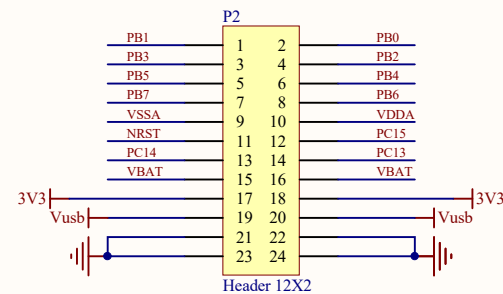 P2
PB1 1 2 PB0
PB3 3 4 PB2
PB5 5 6 PB4
PB7 7 8 PB6
VSSA 9 10 VDDA
NRST 11 12 PC15
PC14 13 14 PC13
VBAT 15 16 VBAT
3V3 17 18 3V3
Vusb 19 20 Vusb
21 22
23 24
Header 12X2